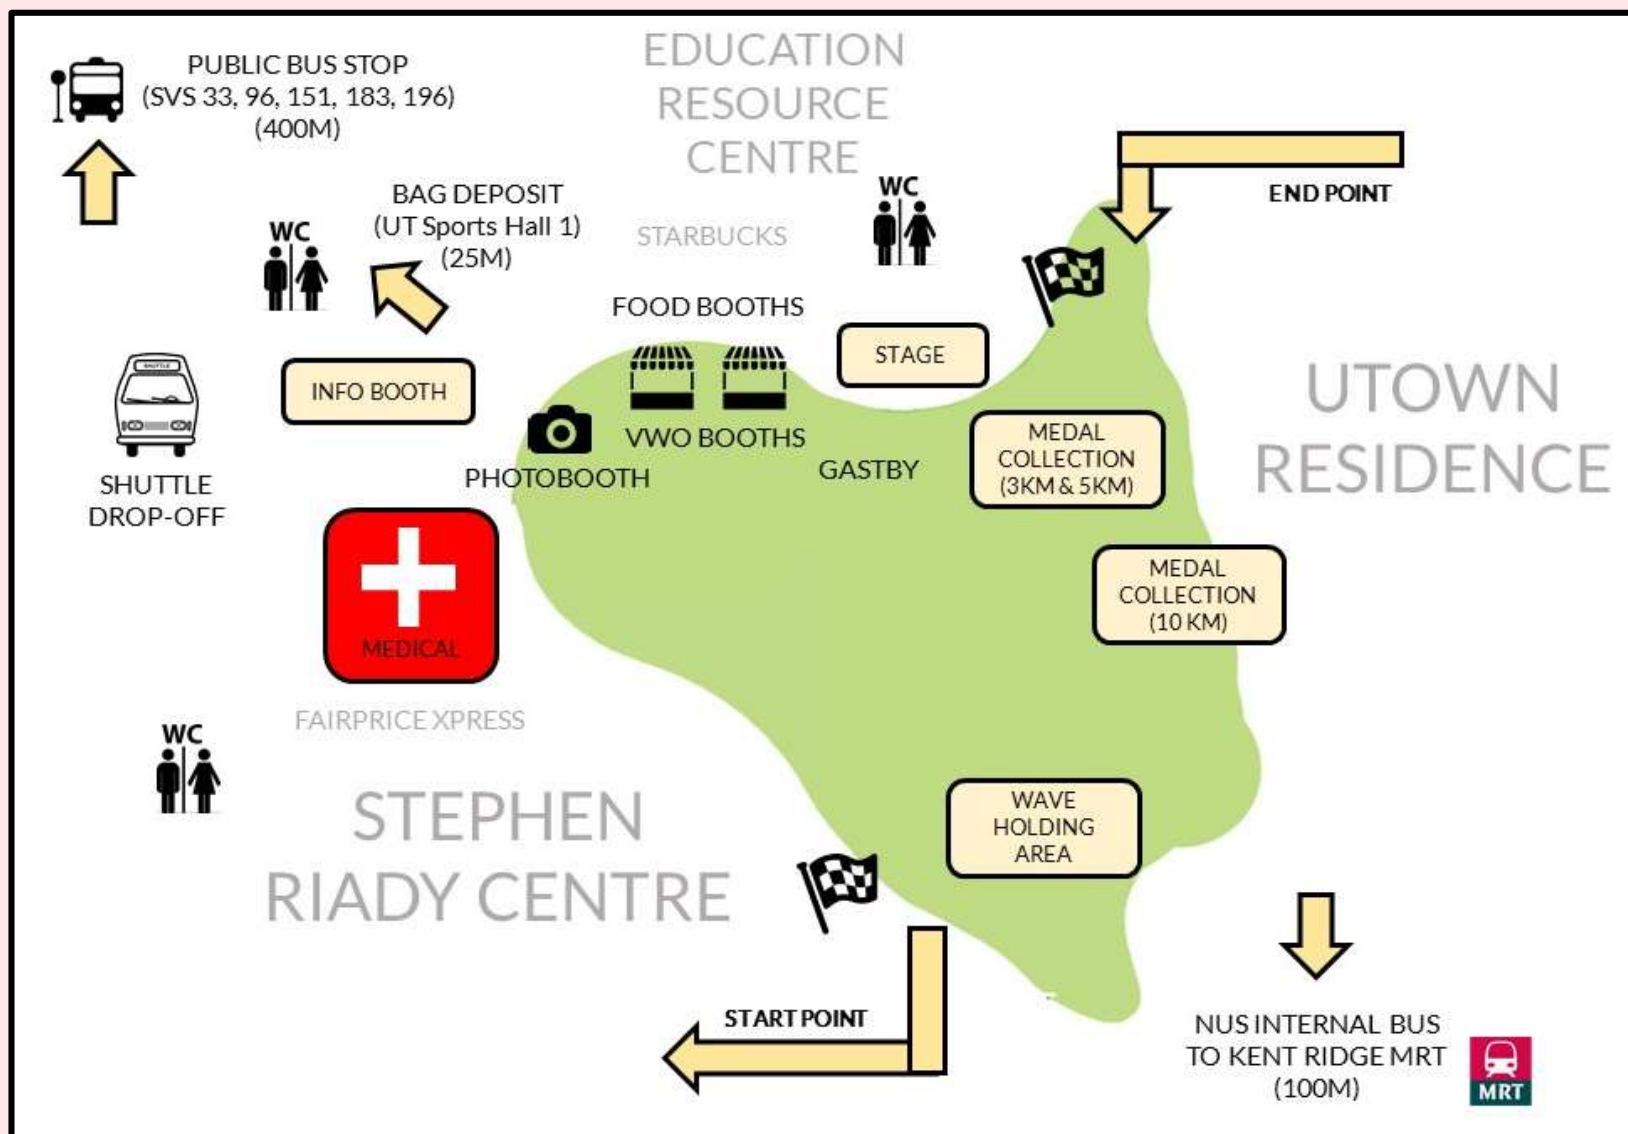 PUBLIC BUS STOP
(SVS 33, 96, 151, 183, 196)
(400M)
EDUCATION
RESOURCE
CENTRE
WC
END POINT
BAG DEPOSIT
(UT Sports Hall 1)
(25M)
WC
STARBUCKS
FOOD BOOTHS
STAGE
SHUTTLE
SHUTTLE
DROP-OFF
INFO BOOTH
PHOTOBOOTH
VWO BOOTHS
GASTBY
MEDAL
COLLECTION
(3KM & 5KM)
UTOWN
RESIDENCE
MEDAL
COLLECTION
(10 KM)
MEDICAL
FAIRPRICE XPRESS
WC
STEPHEN
RIADY CENTRE
WAVE
HOLDING
AREA
START POINT
NUS INTERNAL BUS
TO KENT RIDGE MRT
(100M)
MRT